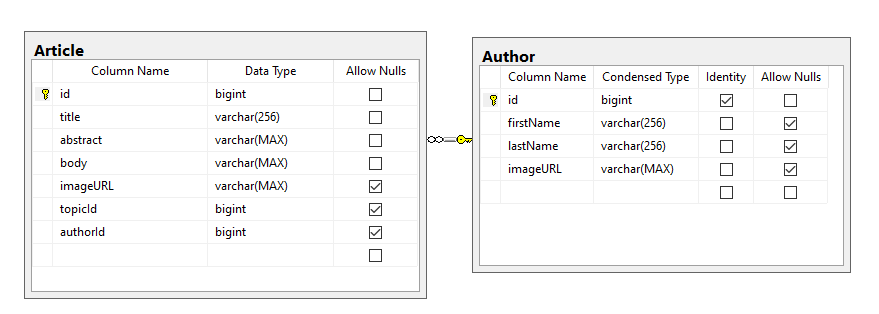 Article
Column Name Data Type Allow Nulls
id bigint
title varchar(256)
abstract varchar(MAX)
body varchar(MAX)
imageURL varchar(MAX)
topicId bigint
authorId bigint
Author
Column Name Condensed Type Identity Allow Nulls
id bigint
firstName varchar(256)
lastName varchar(256)
imageURL varchar(MAX)